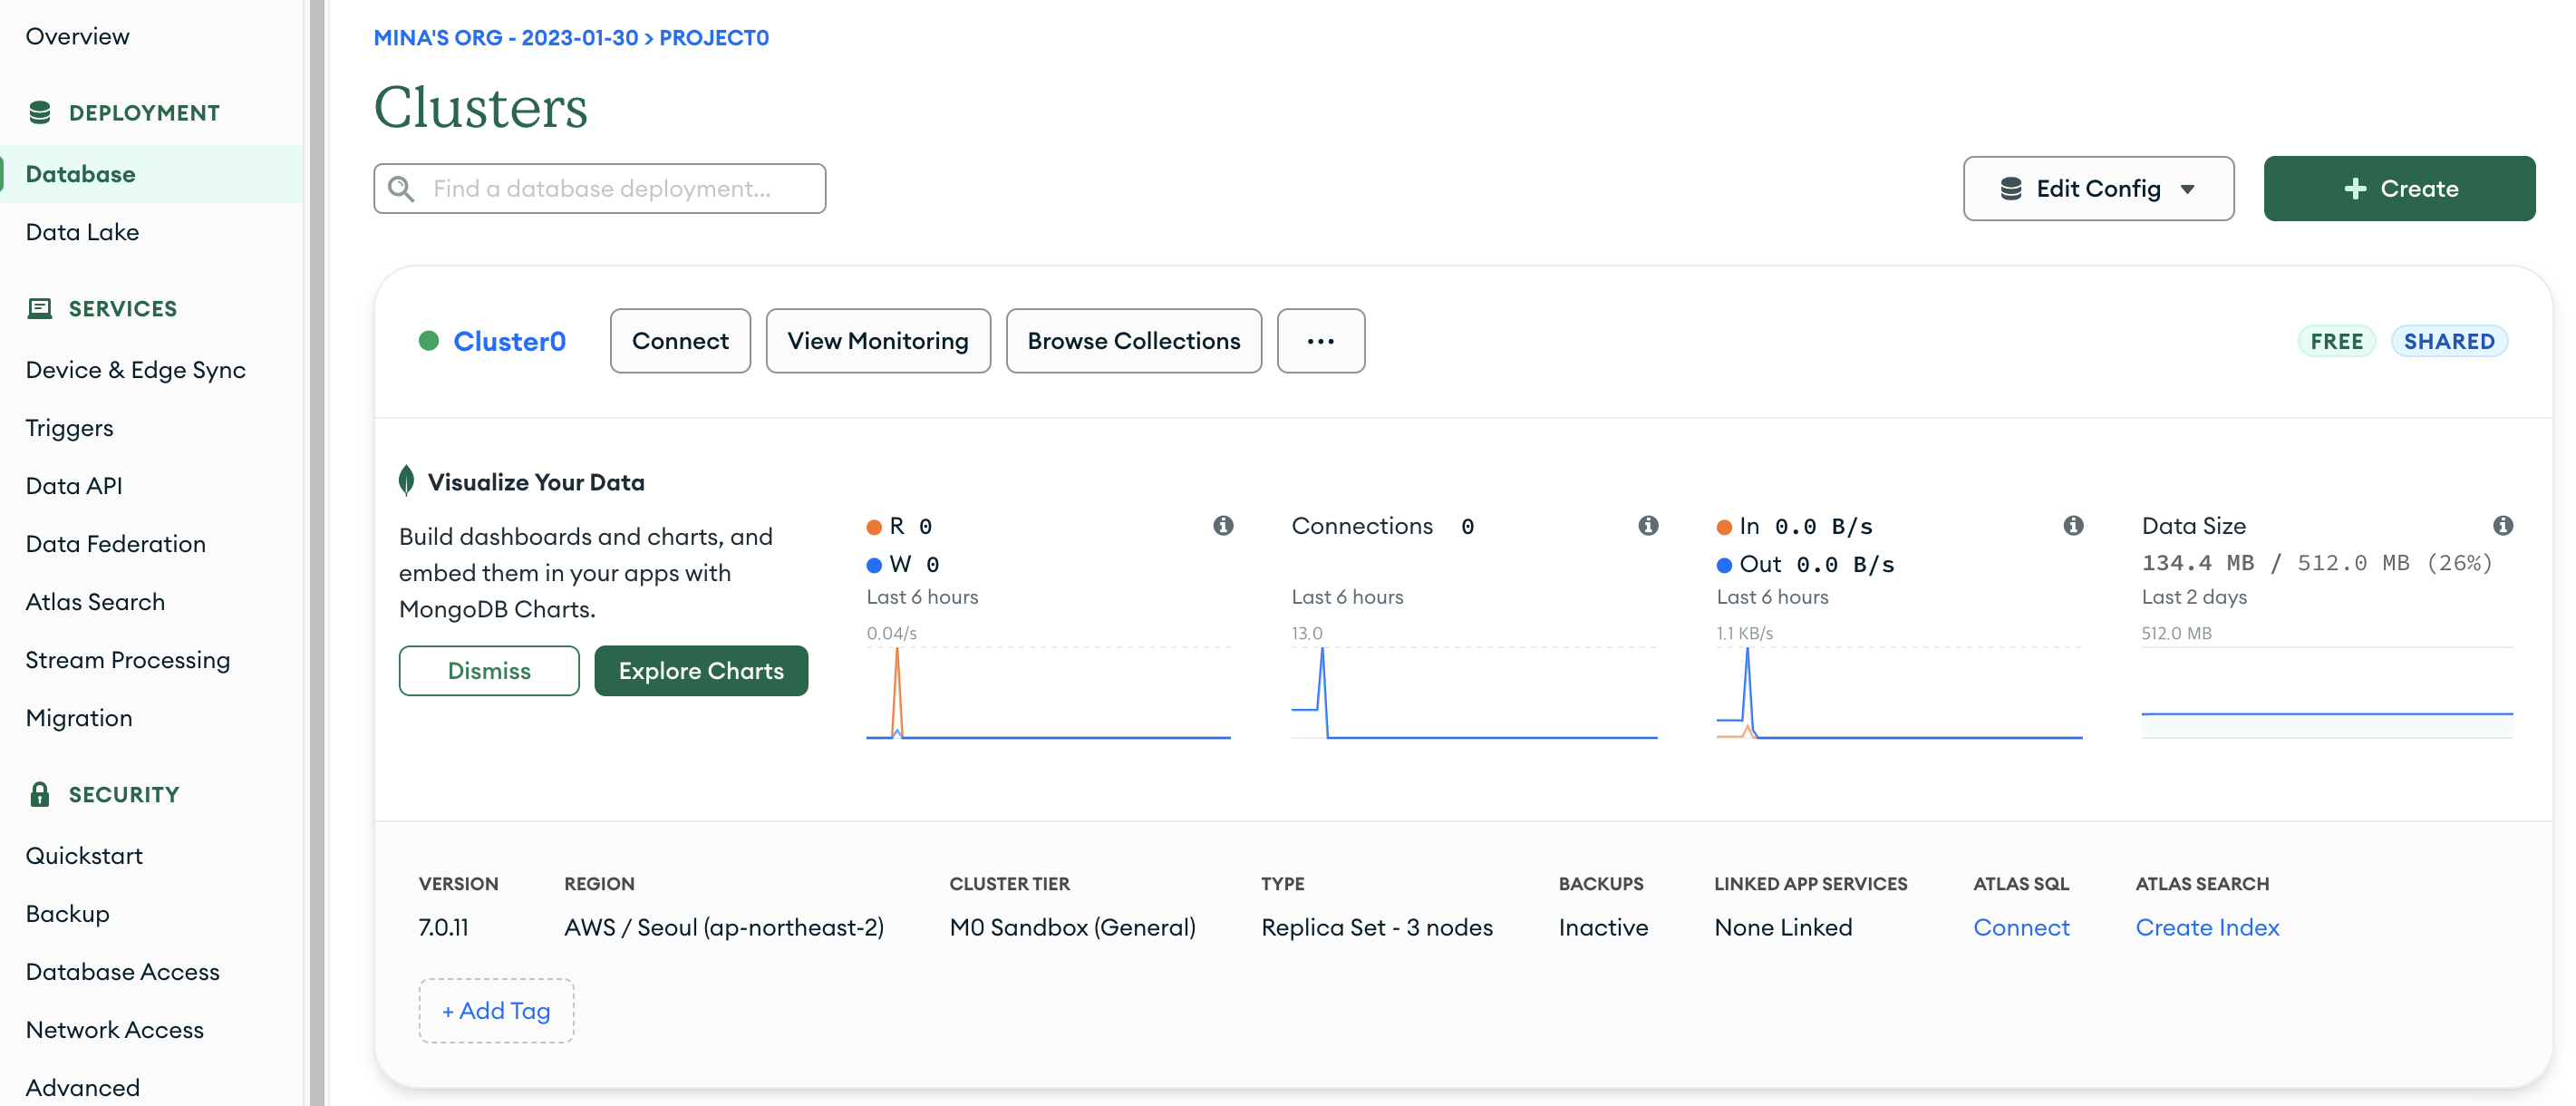 Overview
DEPLOYMENT
Database
Data Lake
SERVICES
Device & Edge Sync
Triggers
Data API
Data Federation
Atlas Search
Stream Processing
Migration
SECURITY
Quickstart
Backup
Database Access
Network Access
Advanced
MINA'S ORG - 2023-01-30 > PROJECT0
Clusters
Find a database deployment...
Edit Config
+ Create
Cluster0
Connect
View Monitoring
Browse Collections
...
FREE
SHARED
Visualize Your Data
Build dashboards and charts, and
embed them in your apps with
MongoDB Charts.
Dismiss
Explore Charts
R 0
W 0
Last 6 hours
0.04/s
Connections 0
Last 6 hours
13.0
In 0.0 B/s
Out 0.0 B/s
Last 6 hours
1.1 KB/s
Data Size
134.4 MB / 512.0 MB (26%)
Last 2 days
512.0 MB
VERSION
7.0.11
REGION
AWS / Seoul (ap-northeast-2)
CLUSTER TIER
M0 Sandbox (General)
TYPE
Replica Set - 3 nodes
BACKUPS
Inactive
LINKED APP SERVICES
None Linked
ATLAS SQL
Connect
ATLAS SEARCH
Create Index
+ Add Tag